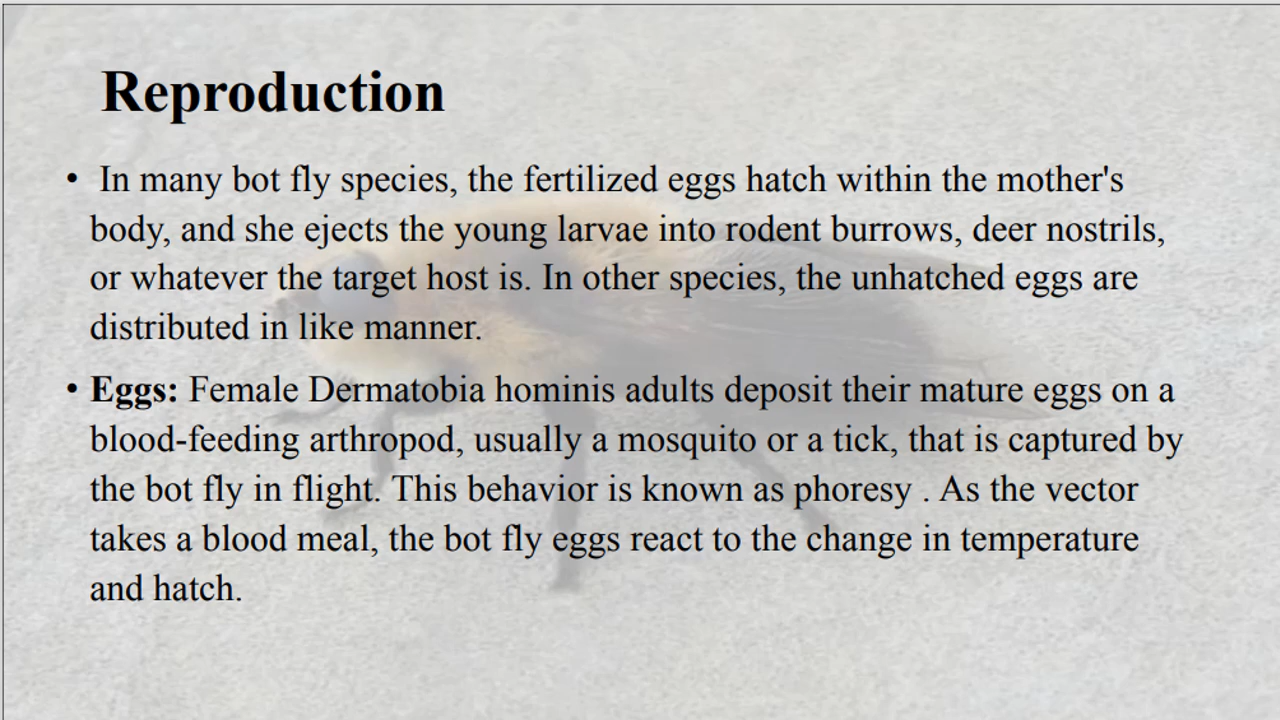 Reproduction
• In many bot fly species, the fertilized eggs hatch within the mother's
body, and she ejects the young larvae into rodent burrows, deer nostrils,
or whatever the target host is. In other species, the unhatched eggs are
distributed in like manner.
• Eggs: Female Dermatobia hominis adults deposit their mature eggs on a
blood-feeding arthropod, usually a mosquito or a tick, that is captured by
the bot fly in flight. This behavior is known as phoresy . As the vector
takes a blood meal, the bot fly eggs react to the change in temperature
and hatch.